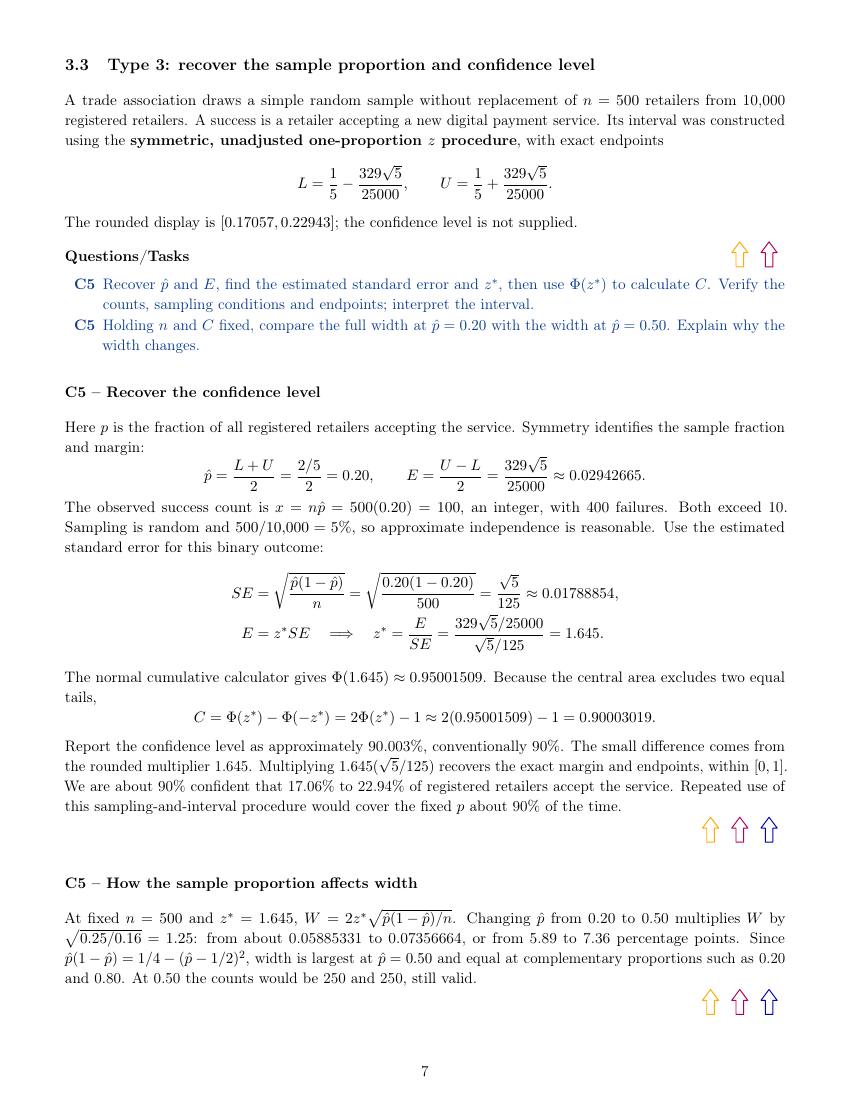 3.3 Type 3: recover the sample proportion and confidence level
A trade association draws a simple random sample without replacement of n = 500 retailers from 10,000
registered retailers. A success is a retailer accepting a new digital payment service. Its interval was constructed
using the symmetric, unadjusted one-proportion z procedure, with exact endpoints
L = 1/5 − 329√5/25000, U = 1/5 + 329√5/25000.
The rounded display is [0.17057, 0.22943]; the confidence level is not supplied.
Questions/Tasks
C5 Recover p̂ and E, find the estimated standard error and z*, then use Φ(z*) to calculate C. Verify the
counts, sampling conditions and endpoints; interpret the interval.
C5 Holding n and C fixed, compare the full width at p̂ = 0.20 with the width at p̂ = 0.50. Explain why the
width changes.
C5 – Recover the confidence level
Here p is the fraction of all registered retailers accepting the service. Symmetry identifies the sample fraction
and margin:
p̂ = (L + U)/2 = (2/5)/2 = 0.20, E = (U − L)/2 = 329√5/25000 ≈ 0.02942665.
The observed success count is x = np̂ = 500(0.20) = 100, an integer, with 400 failures. Both exceed 10.
Sampling is random and 500/10,000 = 5%, so approximate independence is reasonable. Use the estimated
standard error for this binary outcome:
SE = √(p̂(1 − p̂)/n) = √(0.20(1 − 0.20)/500) = √5/125 ≈ 0.01788854,
E = z*SE ⟹ z* = E/SE = (329√5/25000)/(√5/125) = 1.645.
The normal cumulative calculator gives Φ(1.645) ≈ 0.95001509. Because the central area excludes two equal
tails,
C = Φ(z*) − Φ(−z*) = 2Φ(z*) − 1 ≈ 2(0.95001509) − 1 = 0.90003019.
Report the confidence level as approximately 90.003%, conventionally 90%. The small difference comes from
the rounded multiplier 1.645. Multiplying 1.645(√5/125) recovers the exact margin and endpoints, within [0, 1].
We are about 90% confident that 17.06% to 22.94% of registered retailers accept the service. Repeated use of
this sampling-and-interval procedure would cover the fixed p about 90% of the time.
C5 – How the sample proportion affects width
At fixed n = 500 and z* = 1.645, W = 2z*√(p̂(1 − p̂)/n). Changing p̂ from 0.20 to 0.50 multiplies W by
√(0.25/0.16) = 1.25: from about 0.05885331 to 0.07356664, or from 5.89 to 7.36 percentage points. Since
p̂(1 − p̂) = 1/4 − (p̂ − 1/2)², width is largest at p̂ = 0.50 and equal at complementary proportions such as 0.20
and 0.80. At 0.50 the counts would be 250 and 250, still valid.
7